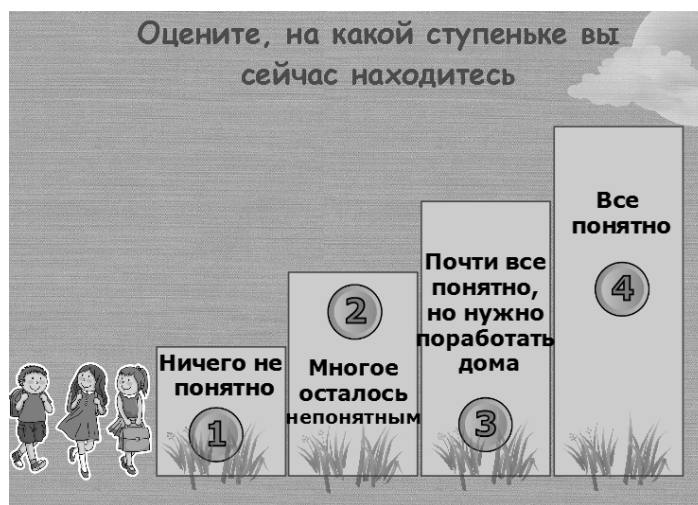 Оцените, на какой ступеньке вы
сейчас находитесь
Ничего не
понятно
1
2
Многое
осталось
непонятным
Почти все
понятно,
но нужно
поработать
дома
3
Все
понятно
4